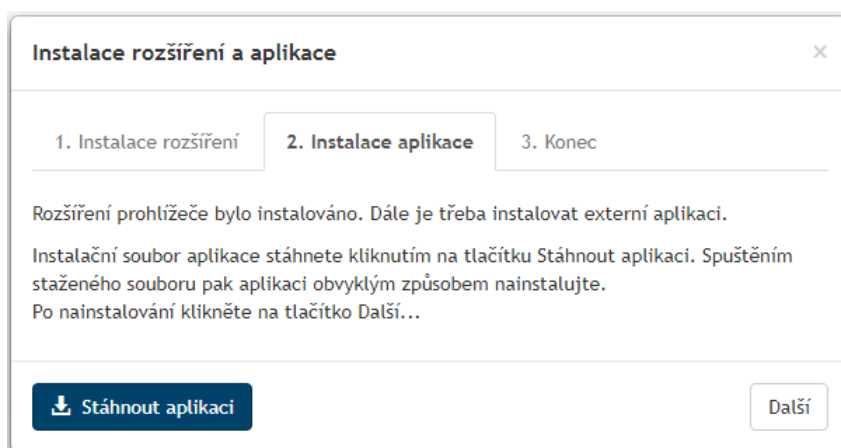 Instalace rozšíření a aplikace
×
1. Instalace rozšíření 2. Instalace aplikace 3. Konec
Rozšíření prohlížeče bylo instalováno. Dále je třeba instalovat externí aplikaci.
Instalační soubor aplikace stáhnete kliknutím na tlačítku Stáhnout aplikaci. Spuštěním
staženého souboru pak aplikaci obvyklým způsobem nainstalujte.
Po nainstalování klikněte na tlačítko Další...
Stáhnout aplikaci Další